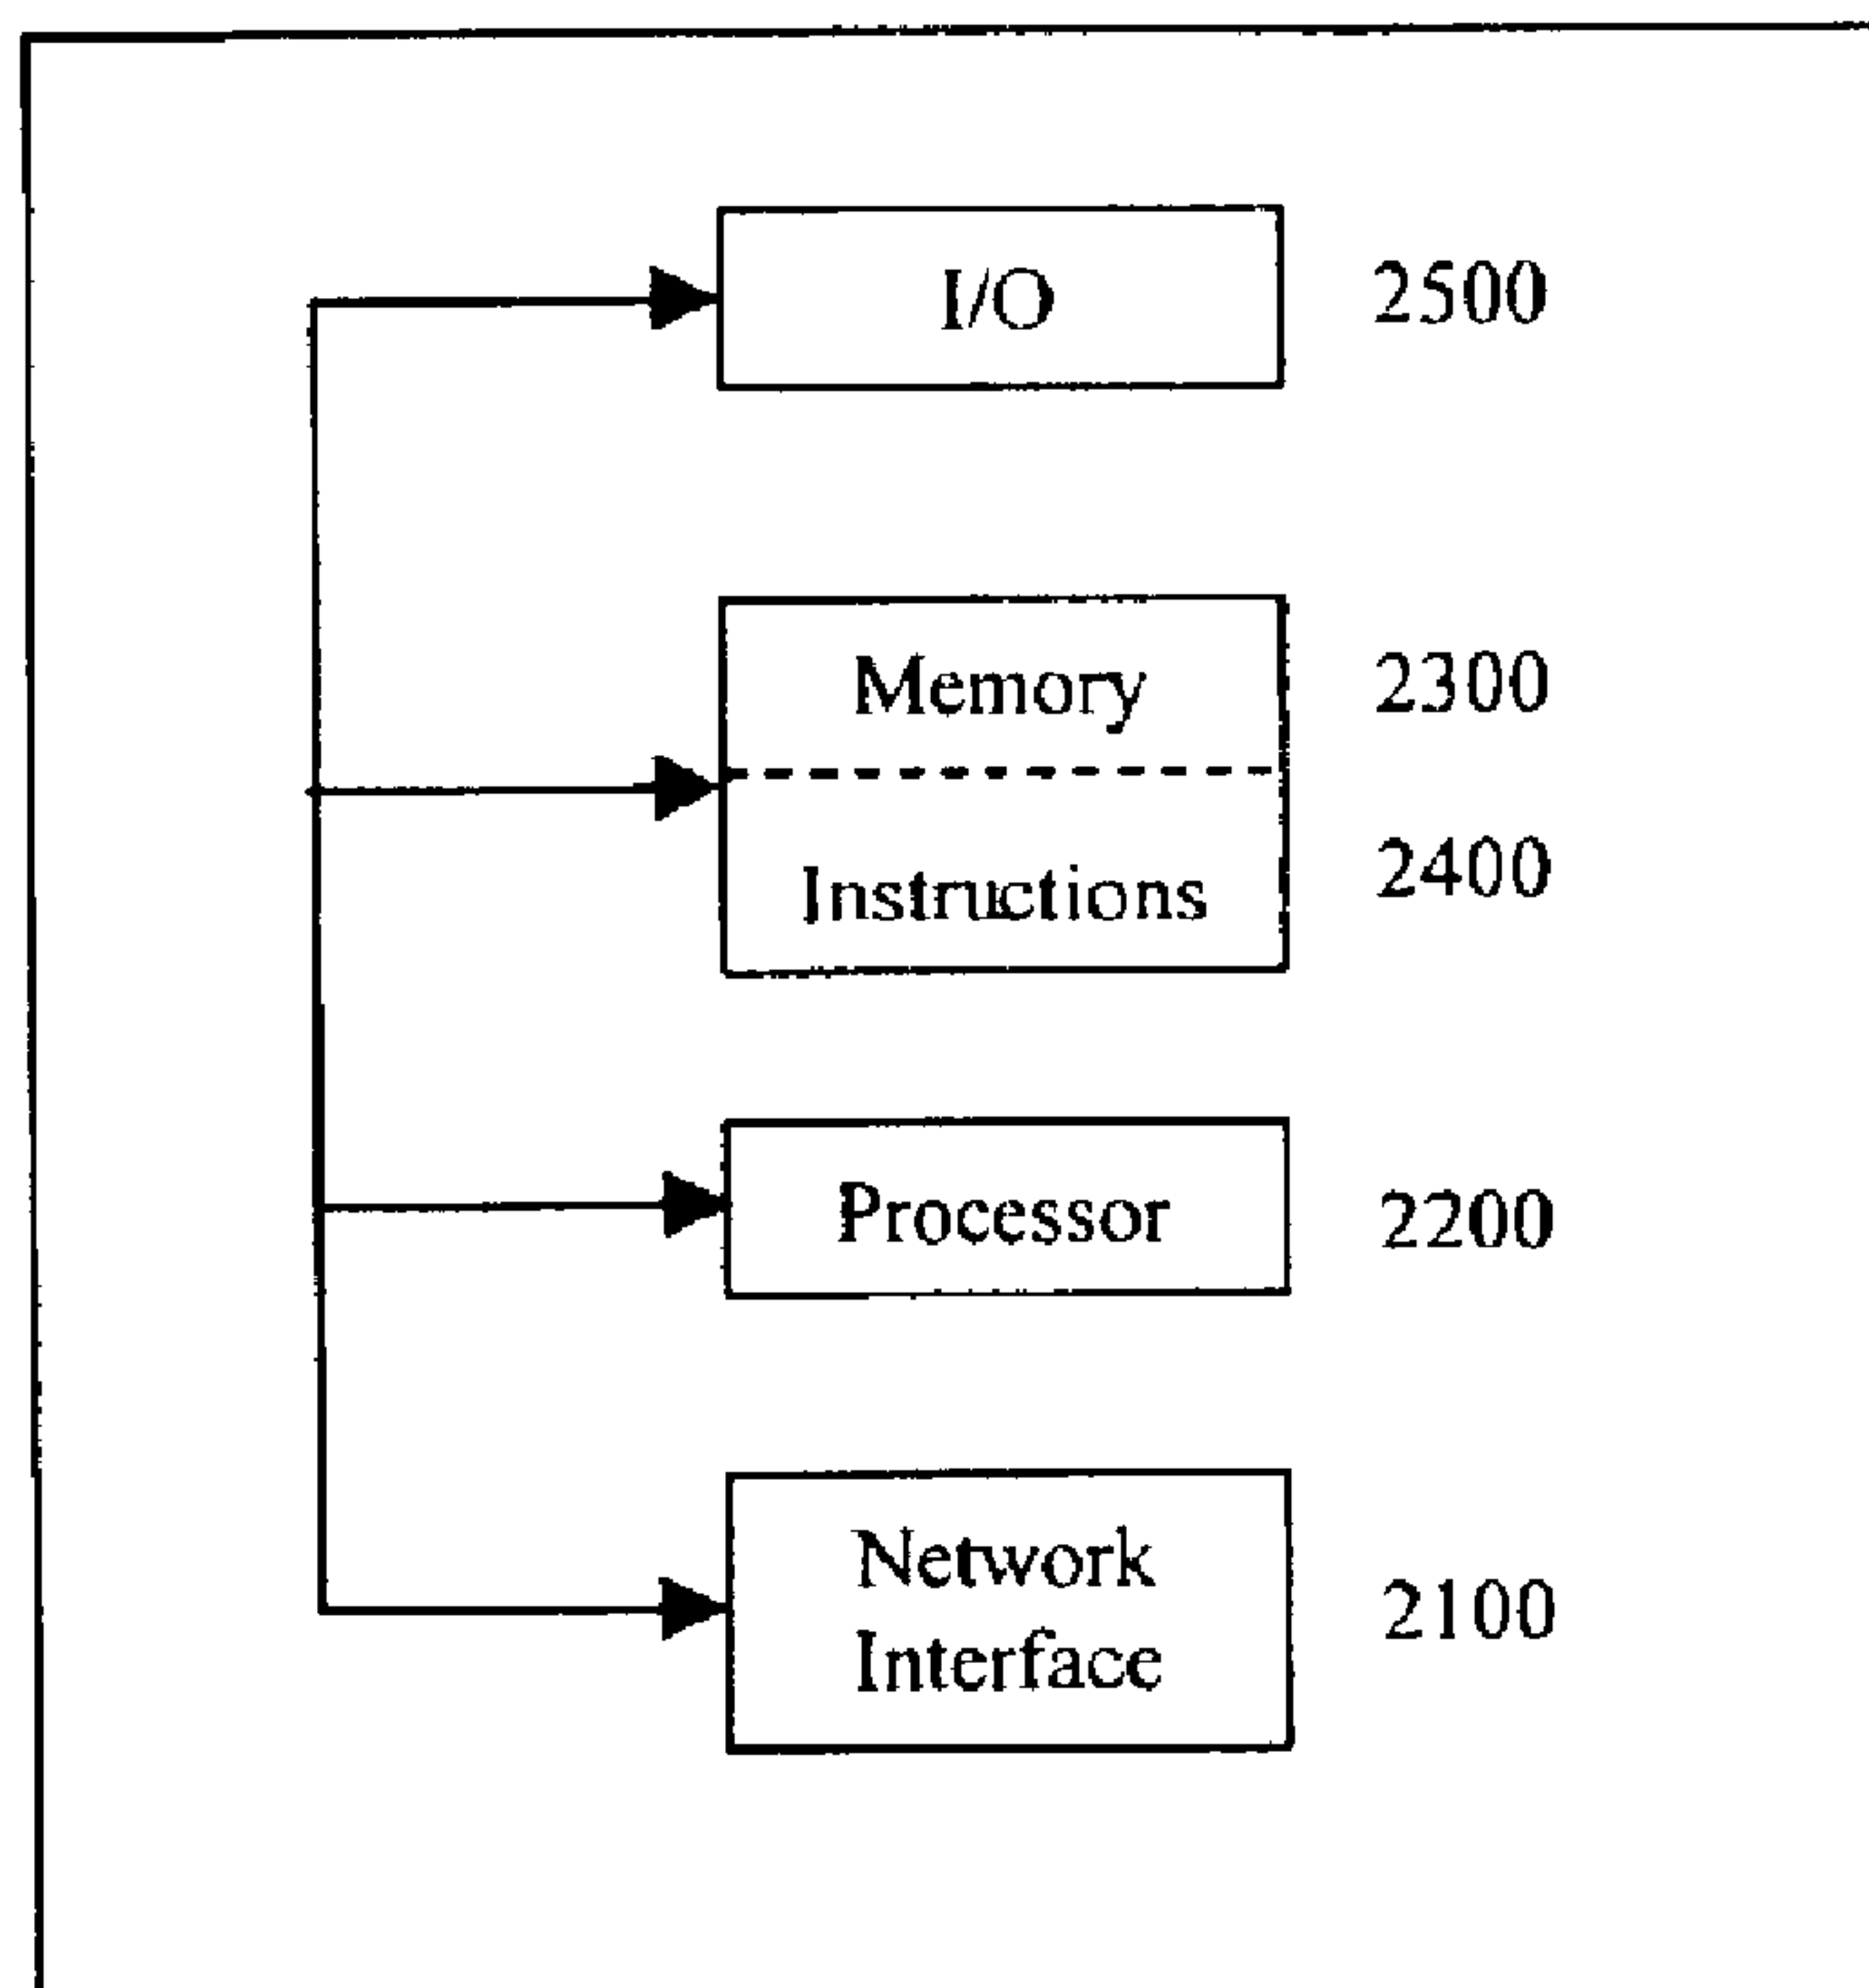 I/O 2500
Memory 2300
Instructions 2400
Processor 2200
Network
Interface 2100